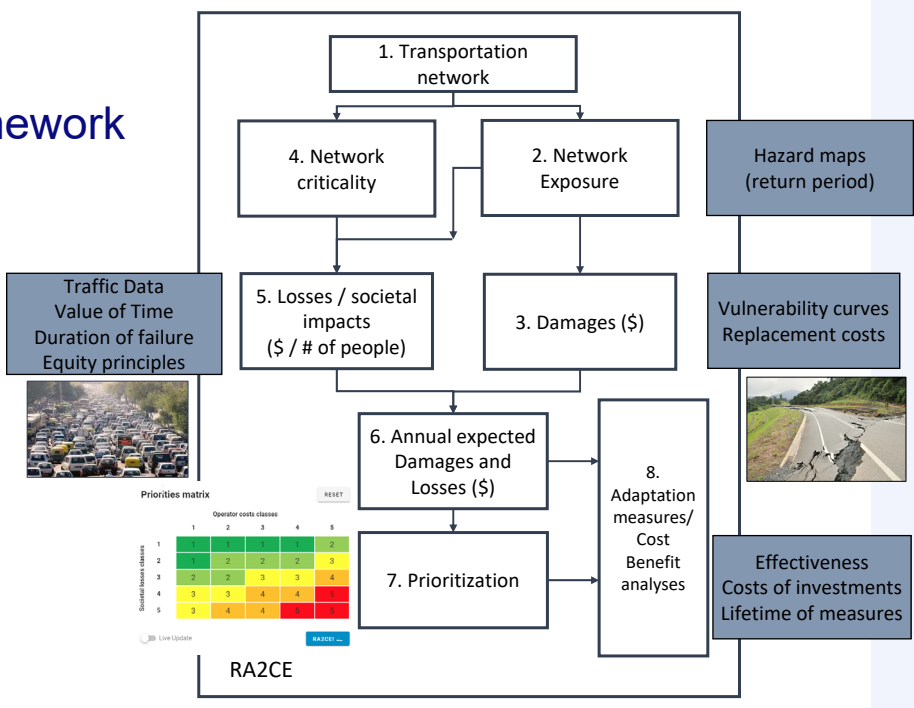 nework
1. Transportation
network
4. Network
criticality
2. Network
Exposure
Hazard maps
(return period)
Traffic Data
Value of Time
Duration of failure
Equity principles
5. Losses / societal
impacts
($ / # of people)
3. Damages ($)
Vulnerability curves
Replacement costs
6. Annual expected
Damages and
Losses ($)
8.
Adaptation
measures/
Cost
Benefit
analyses
Priorities matrix
RESET
Operator costs classes
1 2 3 4 5
Societal losses classes
1 1 1 1 1 2
2 1 2 2 2 3
3 2 2 3 3 4
4 3 3 4 4 5
5 3 4 4 5 5
Live Update
RA2CE!
7. Prioritization
Effectiveness
Costs of investments
Lifetime of measures
RA2CE